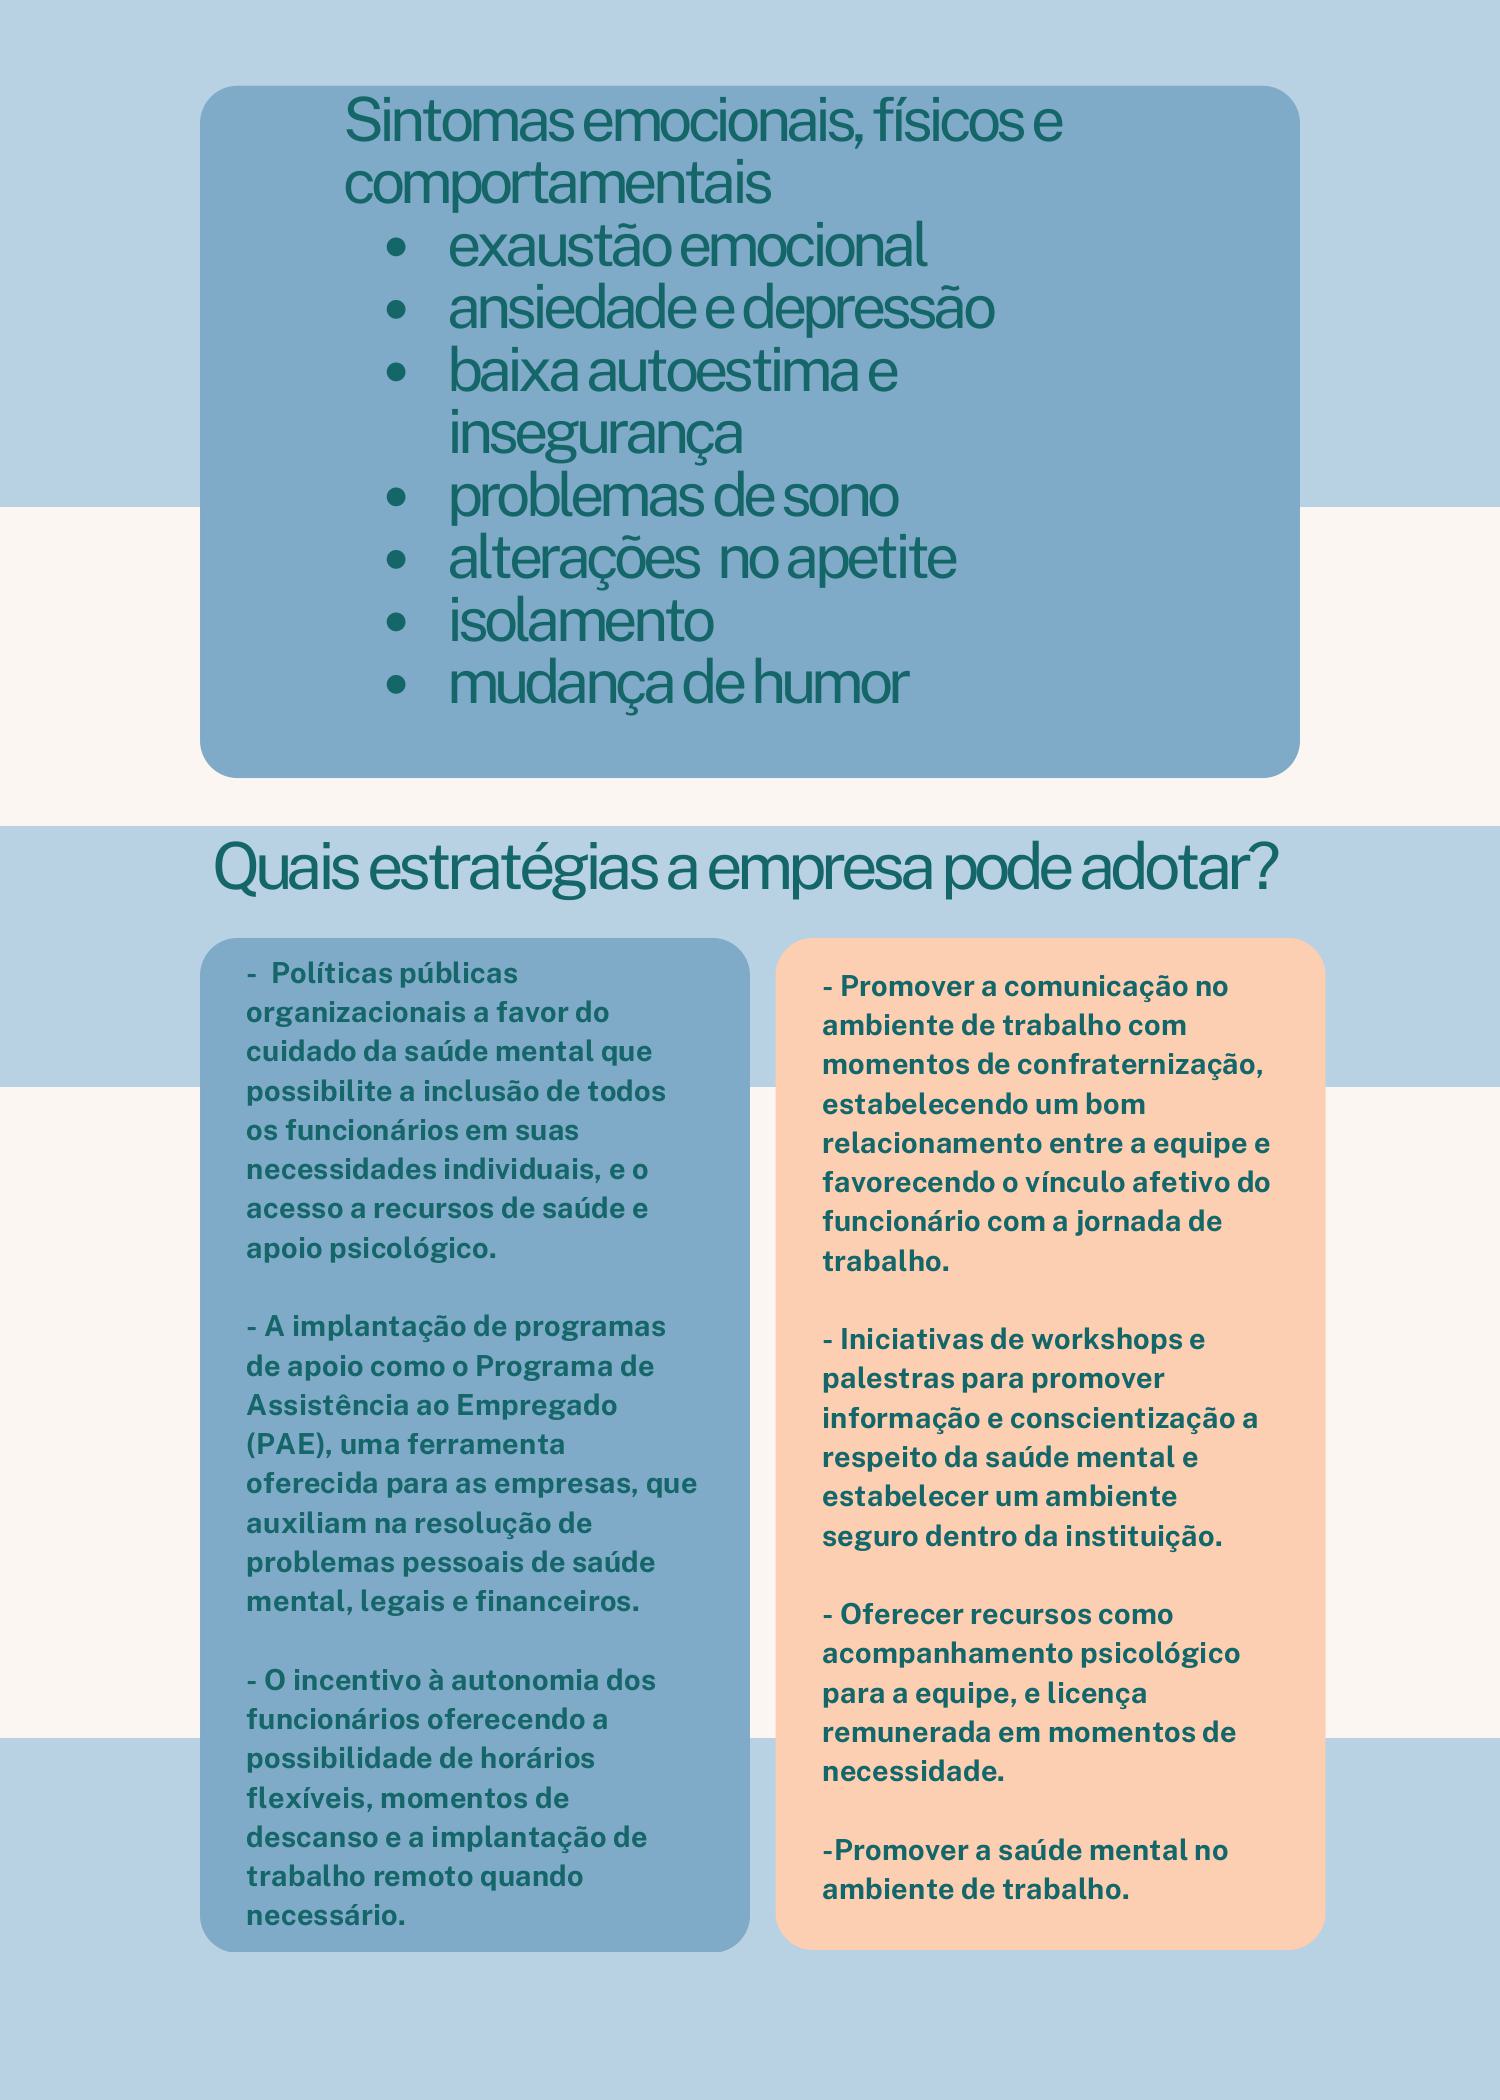 Sintomas emocionais, físicos e
comportamentais
• exaustão emocional
• ansiedade e depressão
• baixa autoestima e
insegurança
• problemas de sono
• alterações  no apetite
• isolamento
• mudança de humor
Quais estratégias a empresa pode adotar?
-  Políticas públicas
organizacionais a favor do
cuidado da saúde mental que
possibilite a inclusão de todos
os funcionários em suas
necessidades individuais, e o
acesso a recursos de saúde e
apoio psicológico.
- A implantação de programas
de apoio como o Programa de
Assistência ao Empregado
(PAE), uma ferramenta
oferecida para as empresas, que
auxiliam na resolução de
problemas pessoais de saúde
mental, legais e financeiros.
- O incentivo à autonomia dos
funcionários oferecendo a
possibilidade de horários
flexíveis, momentos de
descanso e a implantação de
trabalho remoto quando
necessário.
- Promover a comunicação no
ambiente de trabalho com
momentos de confraternização,
estabelecendo um bom
relacionamento entre a equipe e
favorecendo o vínculo afetivo do
funcionário com a jornada de
trabalho.
- Iniciativas de workshops e
palestras para promover
informação e conscientização a
respeito da saúde mental e
estabelecer um ambiente
seguro dentro da instituição.
- Oferecer recursos como
acompanhamento psicológico
para a equipe, e licença
remunerada em momentos de
necessidade.
-Promover a saúde mental no
ambiente de trabalho.